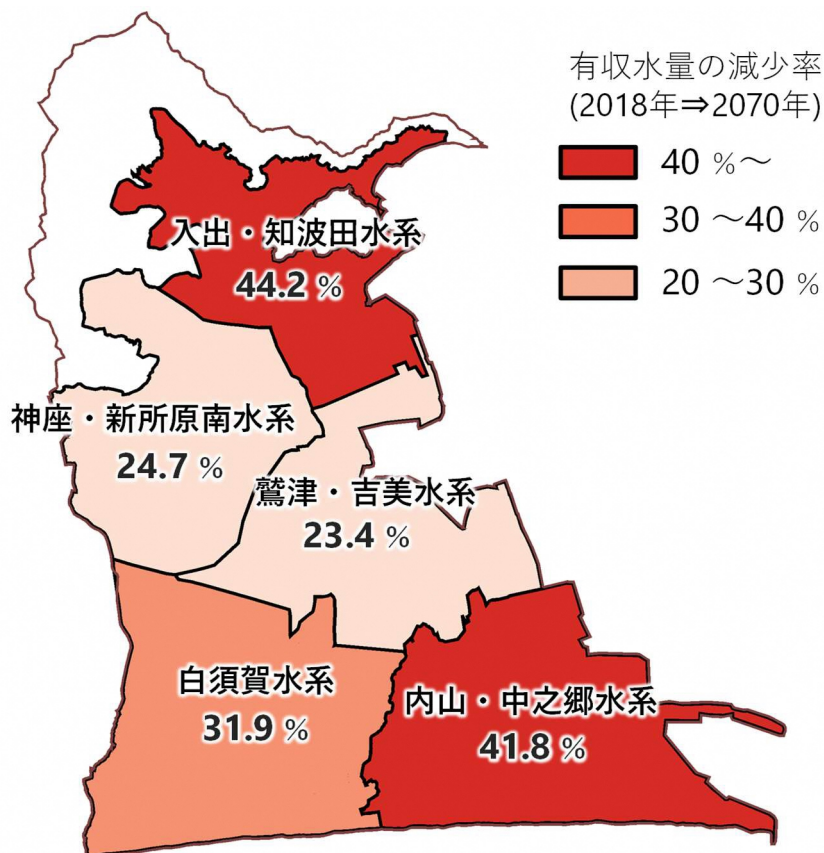 有収水量の減少率
(2018年⇒2070年)
40 %～
30 ～40 %
20 ～30 %
入出・知波田水系
44.2 %
神座・新所原南水系
24.7 %
鷲津・吉美水系
23.4 %
白須賀水系
31.9 %
内山・中之郷水系
41.8 %